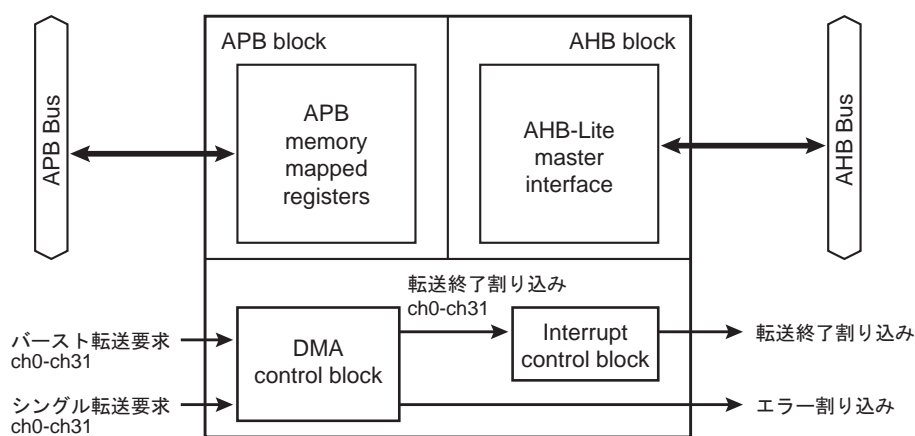 APB block
AHB block
APB Bus
APB
memory
mapped
registers
AHB-Lite
master
interface
AHB Bus
転送終了割り込み
ch0-ch31
バースト転送要求
ch0-ch31
DMA
control block
Interrupt
control block
転送終了割り込み
シングル転送要求
ch0-ch31
エラー割り込み